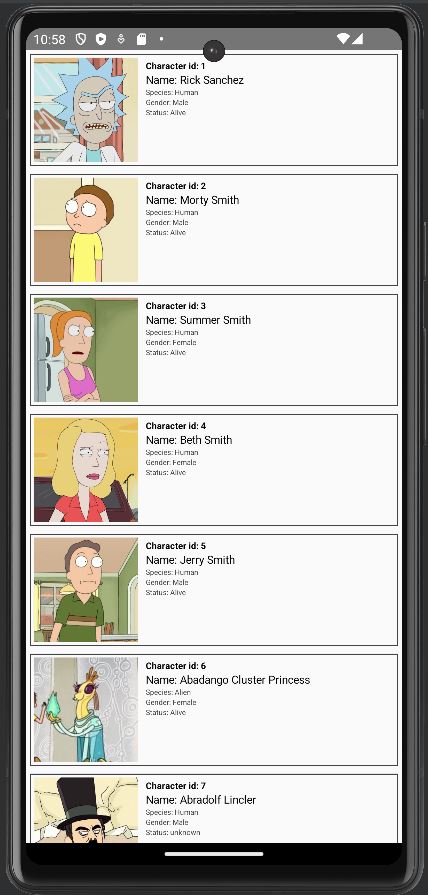 10:58
Character id: 1
Name: Rick Sanchez
Species: Human
Gender: Male
Status: Alive
Character id: 2
Name: Morty Smith
Species: Human
Gender: Male
Status: Alive
Character id: 3
Name: Summer Smith
Species: Human
Gender: Female
Status: Alive
Character id: 4
Name: Beth Smith
Species: Human
Gender: Female
Status: Alive
Character id: 5
Name: Jerry Smith
Species: Human
Gender: Male
Status: Alive
Character id: 6
Name: Abadango Cluster Princess
Species: Alien
Gender: Female
Status: Alive
Character id: 7
Name: Abradolf Lincler
Species: Human
Gender: Male
Status: unknown